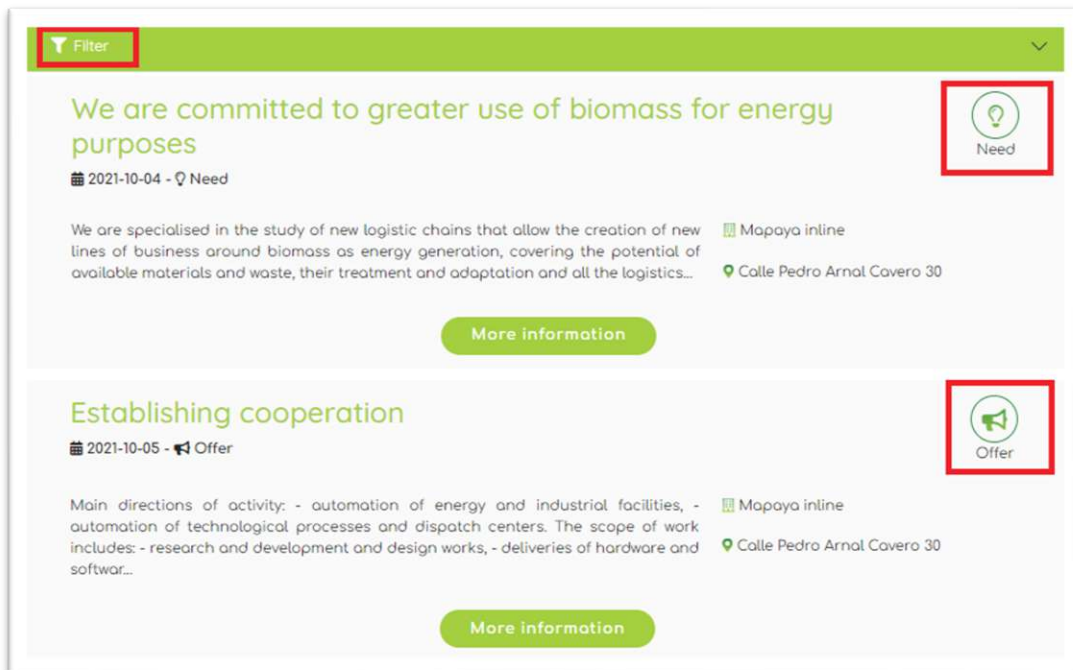 Filter
We are committed to greater use of biomass for energy
purposes
Need
2021-10-04 - Need
We are specialised in the study of new logistic chains that allow the creation of new
lines of business around biomass as energy generation, covering the potential of
available materials and waste, their treatment and adaptation and all the logistics...
Mapaya inline
Calle Pedro Arnal Cavero 30
More information
Establishing cooperation
Offer
2021-10-05 - Offer
Main directions of activity: - automation of energy and industrial facilities, -
automation of technological processes and dispatch centers. The scope of work
includes: - research and development and design works, - deliveries of hardware and
softwar...
Mapaya inline
Calle Pedro Arnal Cavero 30
More information